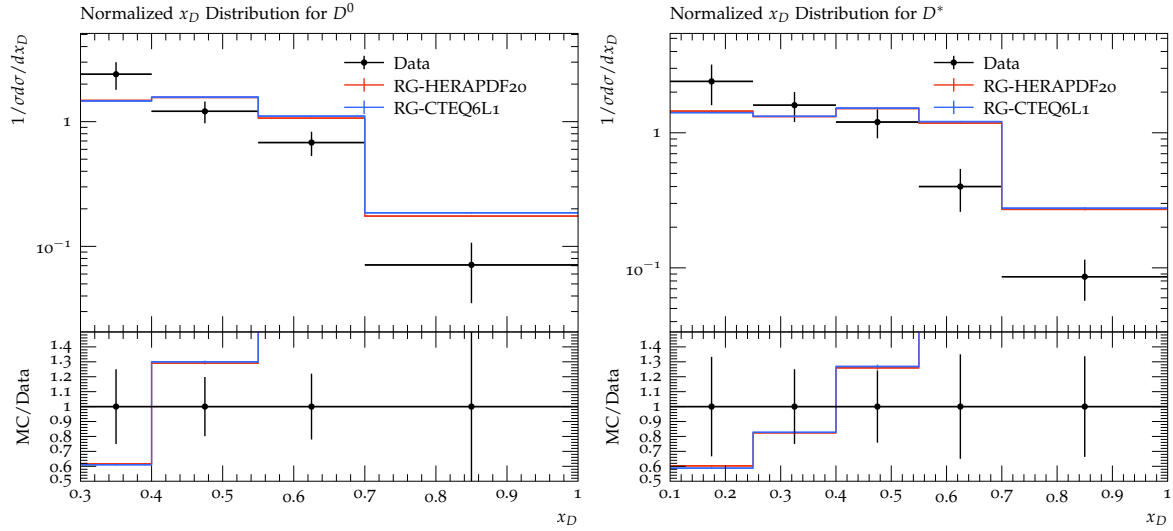 Normalized x_D Distribution for D^0
1/σdσ/dx_D
Data
RG-HERAPDF20
RG-CTEQ6L1
1
10^−1
MC/Data
1.4
1.3
1.2
1.1
1
0.9
0.8
0.7
0.6
0.5
0.3 0.4 0.5 0.6 0.7 0.8 0.9 1
x_D
Normalized x_D Distribution for D*
1/σdσ/dx_D
Data
RG-HERAPDF20
RG-CTEQ6L1
1
10^−1
MC/Data
1.4
1.3
1.2
1.1
1
0.9
0.8
0.7
0.6
0.5
0.1 0.2 0.3 0.4 0.5 0.6 0.7 0.8 0.9 1
x_D